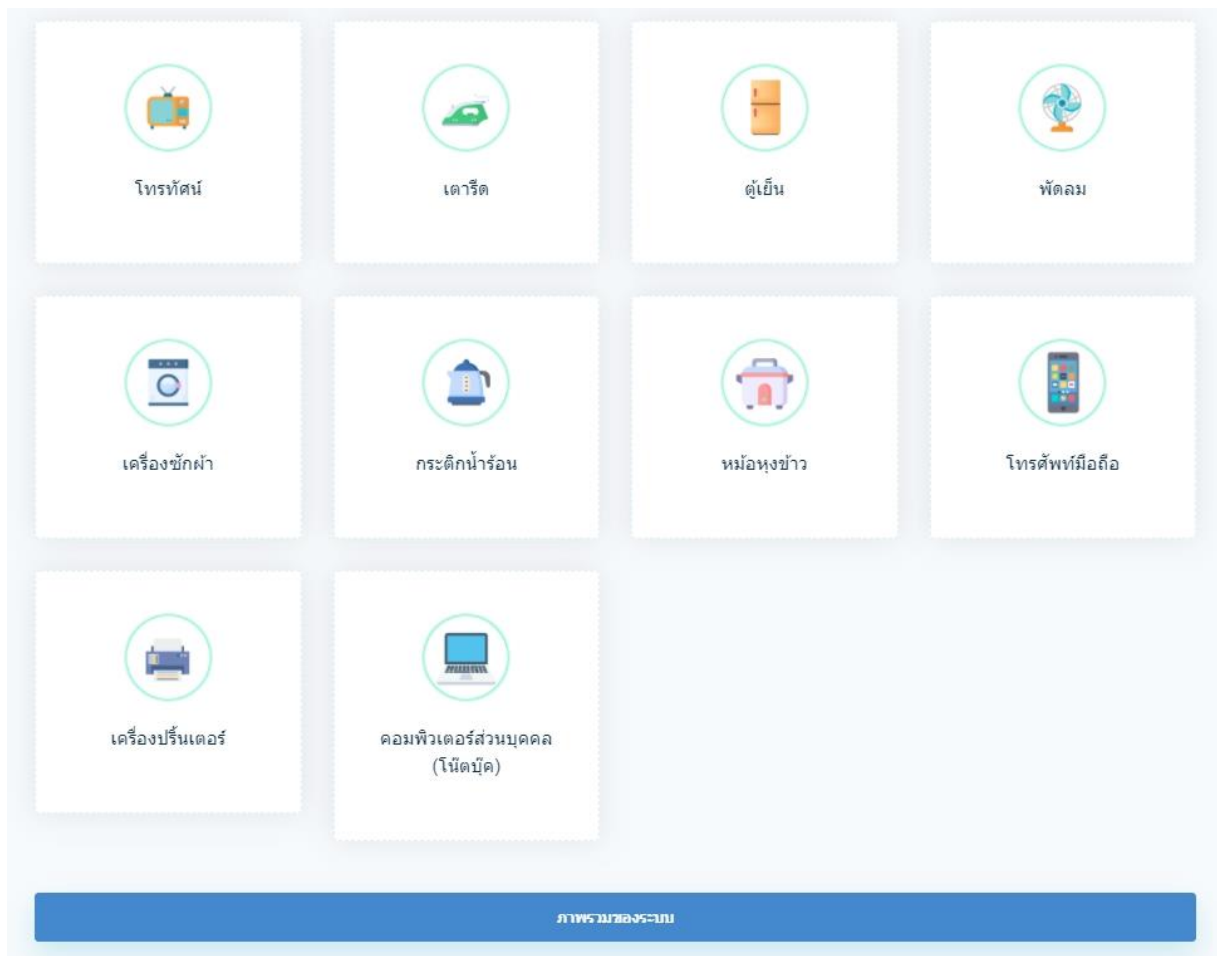 โทรทัศน์
เตารีด
ตู้เย็น
พัดลม
เครื่องซักผ้า
กระติกน้ำร้อน
หม้อหุงข้าว
โทรศัพท์มือถือ
เครื่องปริ้นเตอร์
คอมพิวเตอร์ส่วนบุคคล
(โน๊ตบุ๊ค)
ภาพรวมของระบบ